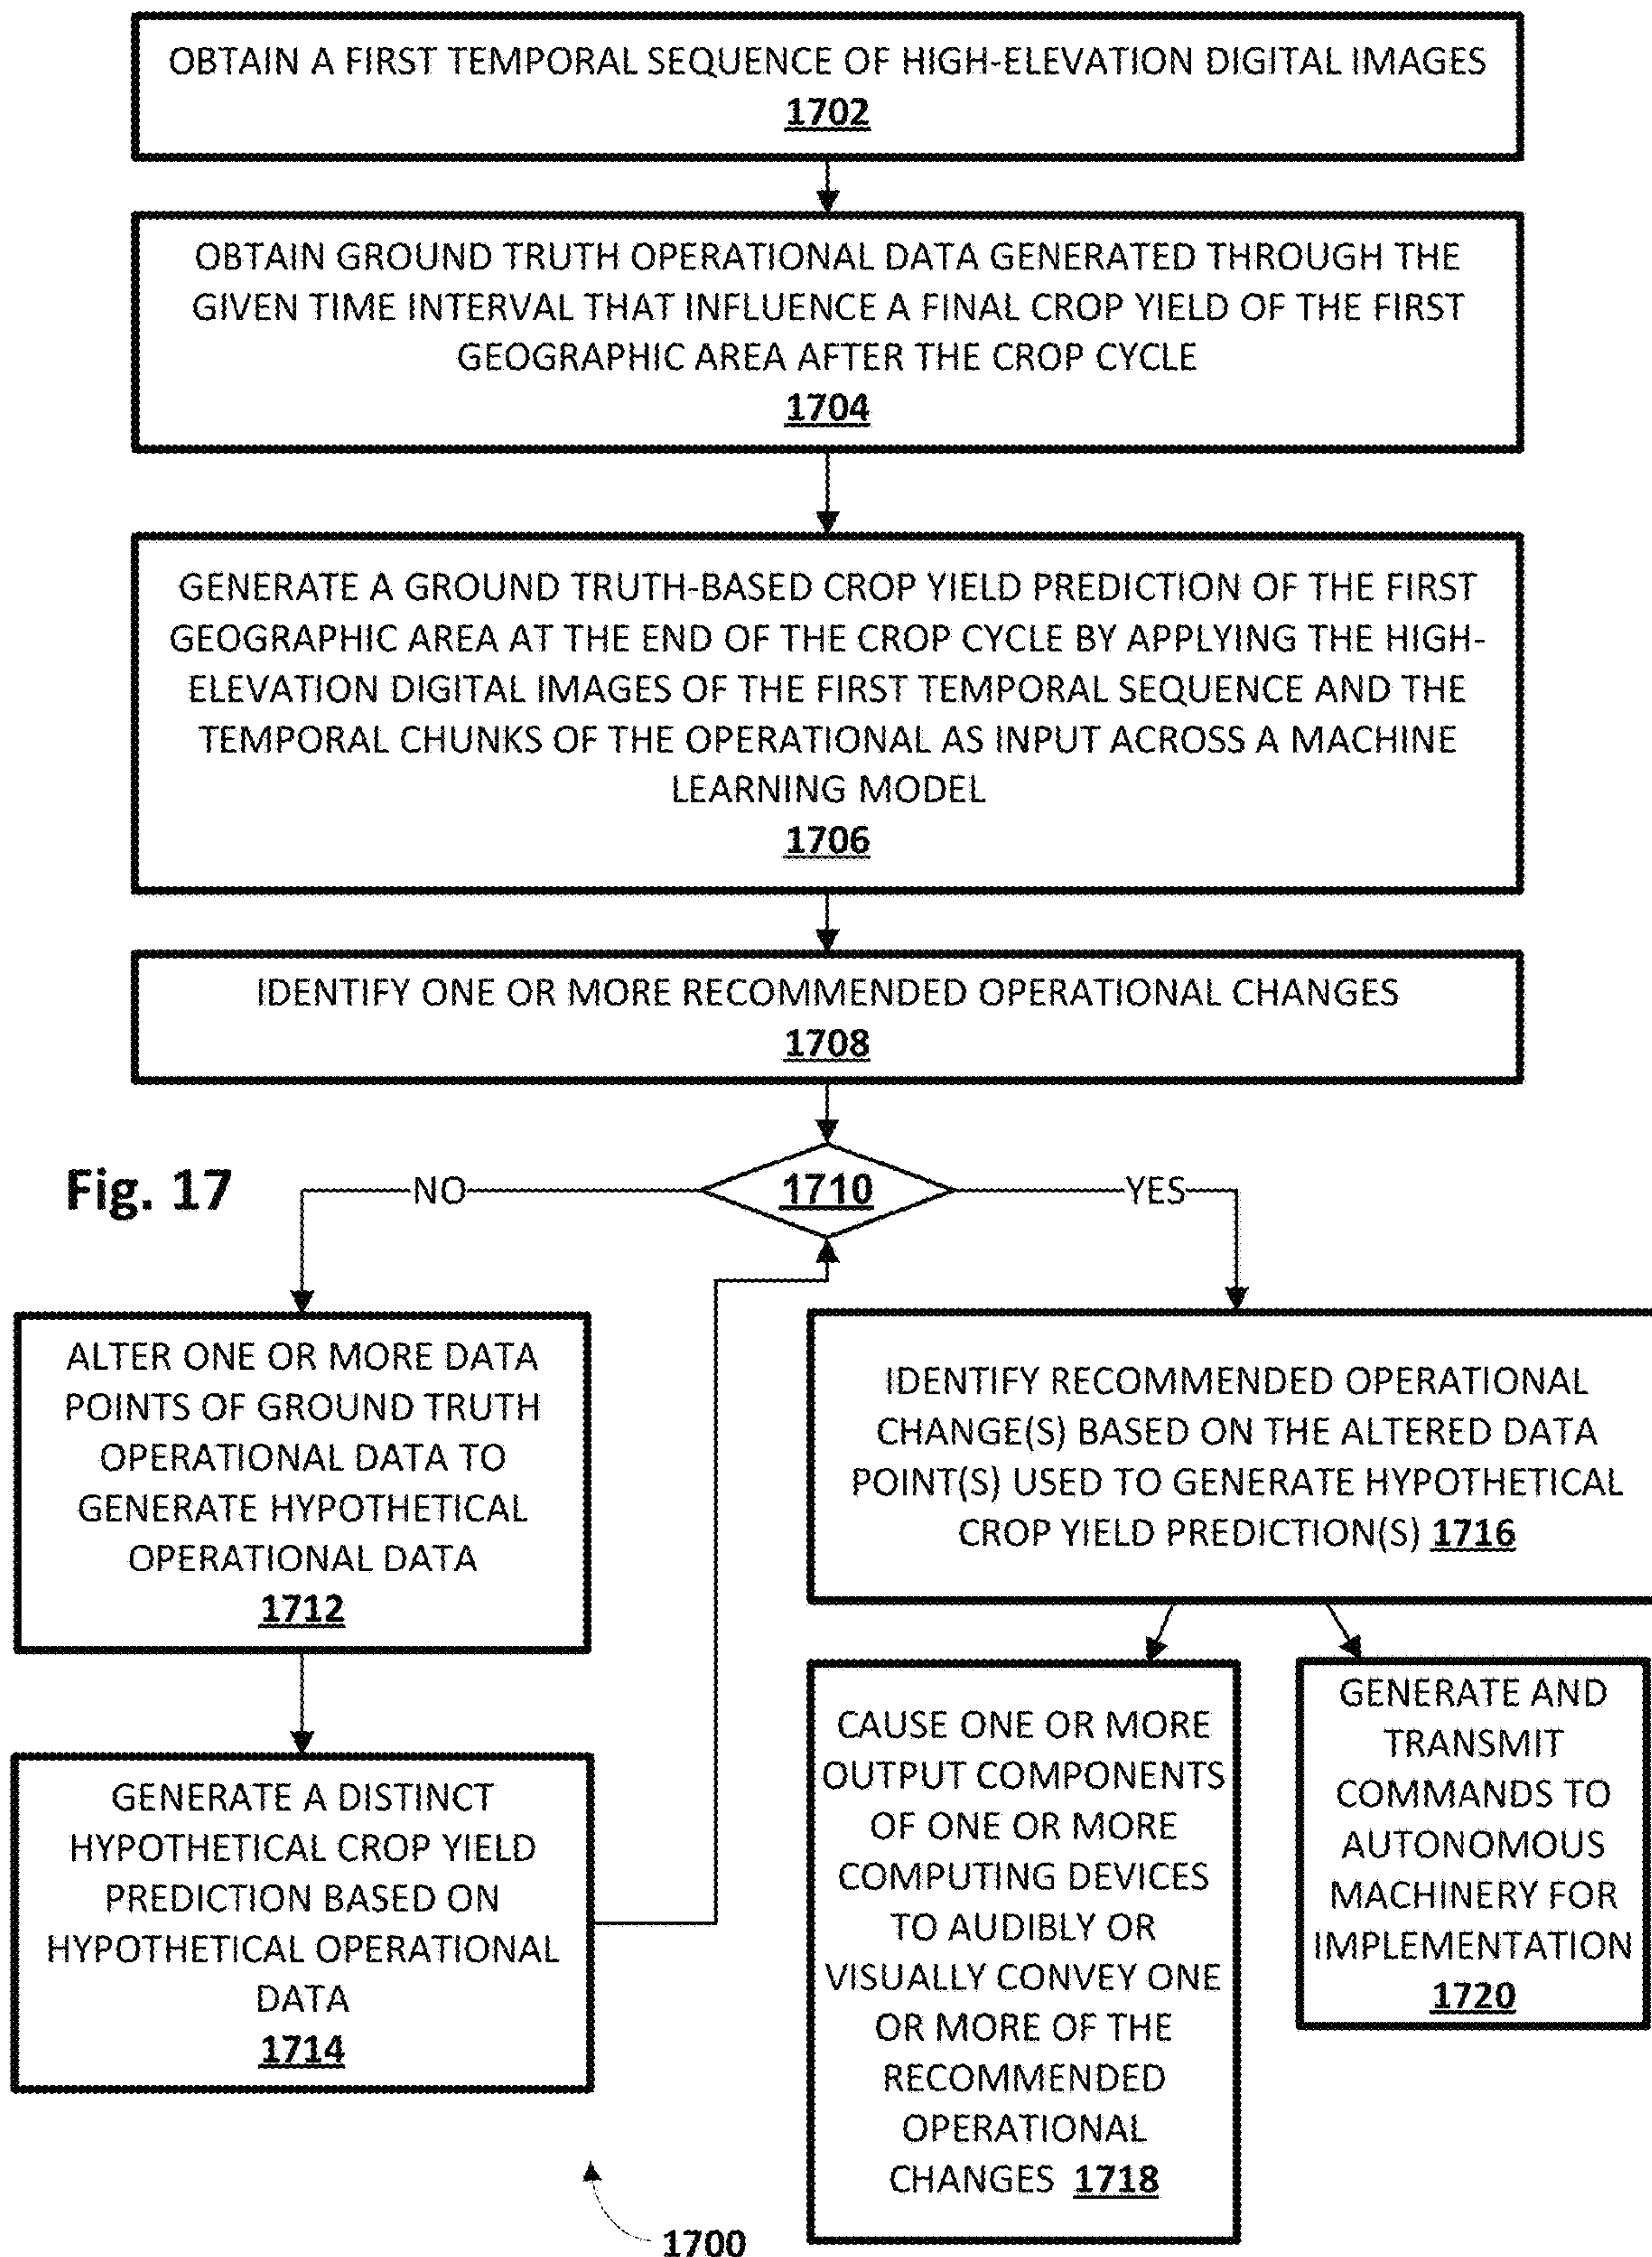 OBTAIN A FIRST TEMPORAL SEQUENCE OF HIGH-ELEVATION DIGITAL IMAGES
1702
OBTAIN GROUND TRUTH OPERATIONAL DATA GENERATED THROUGH THE
GIVEN TIME INTERVAL THAT INFLUENCE A FINAL CROP YIELD OF THE FIRST
GEOGRAPHIC AREA AFTER THE CROP CYCLE
1704
GENERATE A GROUND TRUTH-BASED CROP YIELD PREDICTION OF THE FIRST
GEOGRAPHIC AREA AT THE END OF THE CROP CYCLE BY APPLYING THE HIGH-
ELEVATION DIGITAL IMAGES OF THE FIRST TEMPORAL SEQUENCE AND THE
TEMPORAL CHUNKS OF THE OPERATIONAL AS INPUT ACROSS A MACHINE
LEARNING MODEL
1706
IDENTIFY ONE OR MORE RECOMMENDED OPERATIONAL CHANGES
1708
Fig. 17
NO
1710
YES
ALTER ONE OR MORE DATA
POINTS OF GROUND TRUTH
OPERATIONAL DATA TO
GENERATE HYPOTHETICAL
OPERATIONAL DATA
1712
GENERATE A DISTINCT
HYPOTHETICAL CROP YIELD
PREDICTION BASED ON
HYPOTHETICAL OPERATIONAL
DATA
1714
IDENTIFY RECOMMENDED OPERATIONAL
CHANGE(S) BASED ON THE ALTERED DATA
POINT(S) USED TO GENERATE HYPOTHETICAL
CROP YIELD PREDICTION(S) 1716
CAUSE ONE OR MORE
OUTPUT COMPONENTS
OF ONE OR MORE
COMPUTING DEVICES
TO AUDIBLY OR
VISUALLY CONVEY ONE
OR MORE OF THE
RECOMMENDED
OPERATIONAL
CHANGES 1718
GENERATE AND
TRANSMIT
COMMANDS TO
AUTONOMOUS
MACHINERY FOR
IMPLEMENTATION
1720
1700